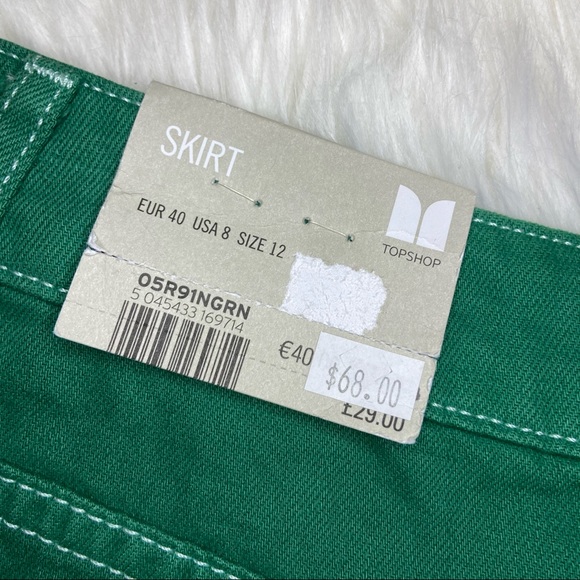 SKIRT
TOPSHOP
EUR 40 USA 8 SIZE 12
05R91NGRN
5 045433 169714
€40
$68.00
£29.00